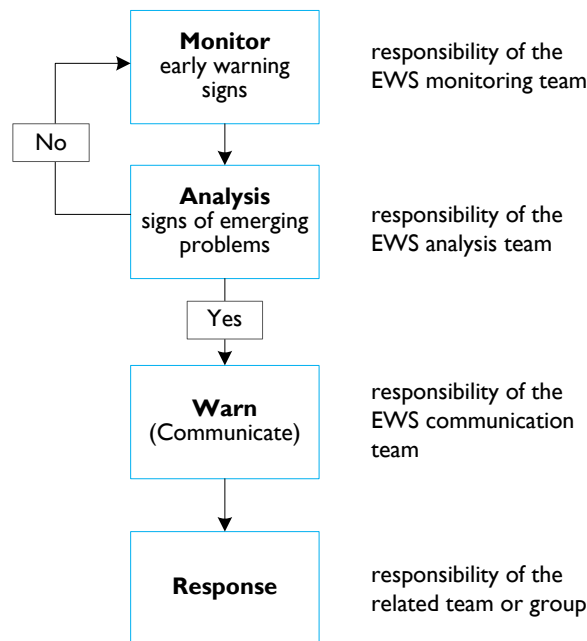 Monitor
early warning
signs
responsibility of the
EWS monitoring team
No
Analysis
signs of emerging
problems
responsibility of the
EWS analysis team
Yes
Warn
(Communicate)
responsibility of the
EWS communication
team
Response
responsibility of the
related team or group